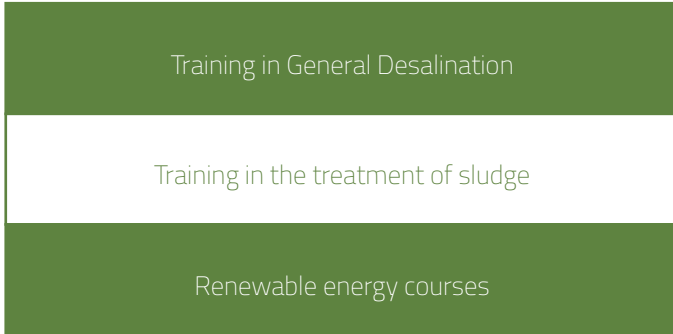 Training in General Desalination
Training in the treatment of sludge
Renewable energy courses